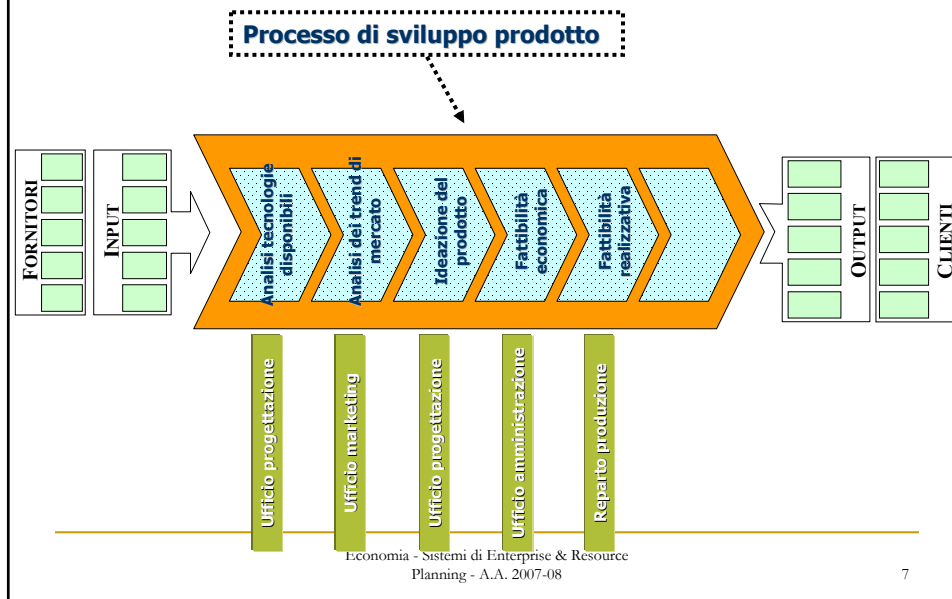 Processo di sviluppo prodotto
FORNITORI
INPUT
Analisi tecnologie
disponibili
Analisi dei trend di
mercato
Ideazione del
prodotto
Fattibilità
economica
Fattibilità
realizzativa
OUTPUT
CLIENTI
Ufficio progettazione
Ufficio marketing
Ufficio progettazione
Ufficio amministrazione
Reparto produzione
Economia - Sistemi di Enterprise & Resource
Planning - A.A. 2007-08
7